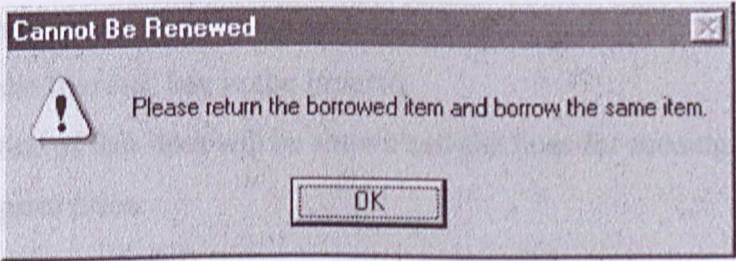 Cannot Be Renewed
Please return the borrowed item and borrow the same item.
OK